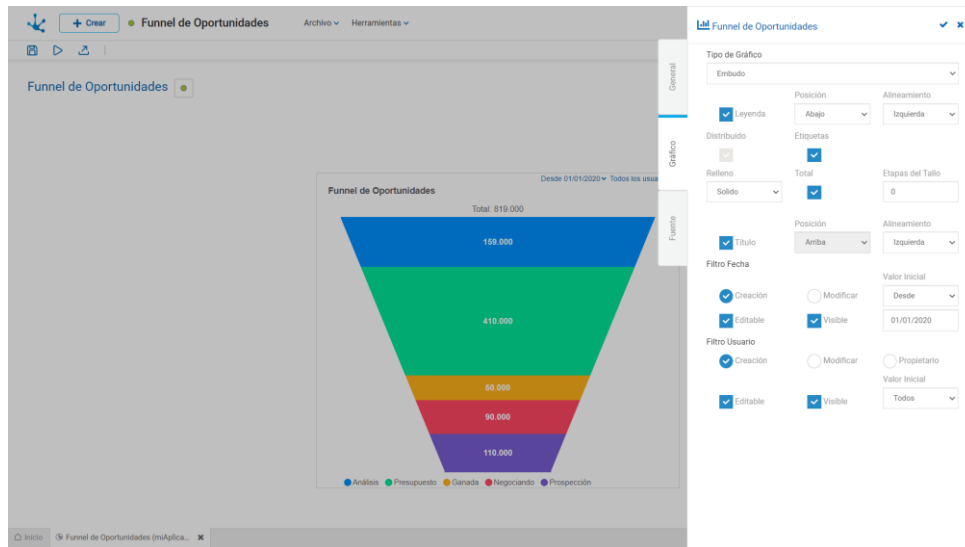 + Crear
Funnel de Oportunidades
Archivo
Herramientas
Funnel de Oportunidades
Desde 01/01/2020 Todos los usua
Funnel de Oportunidades
Total: 819.000
159.000
410.000
50.000
90.000
110.000
Análisis Presupuesto Ganada Negociando Prospección
Inicio
Funnel de Oportunidades (miAplica...
General
Gráfico
Fuente
Funnel de Oportunidades
Tipo de Gráfico
Embudo
Posición Alineamiento
Leyenda Abajo Izquierda
Distribuido Etiquetas
Relleno Total Etapas del Tallo
Solido 0
Posición Alineamiento
Título Arriba Izquierda
Filtro Fecha
Valor Inicial
Creación Modificar Desde
Editable Visible 01/01/2020
Filtro Usuario
Creación Modificar Propietario
Valor Inicial
Editable Visible Todos